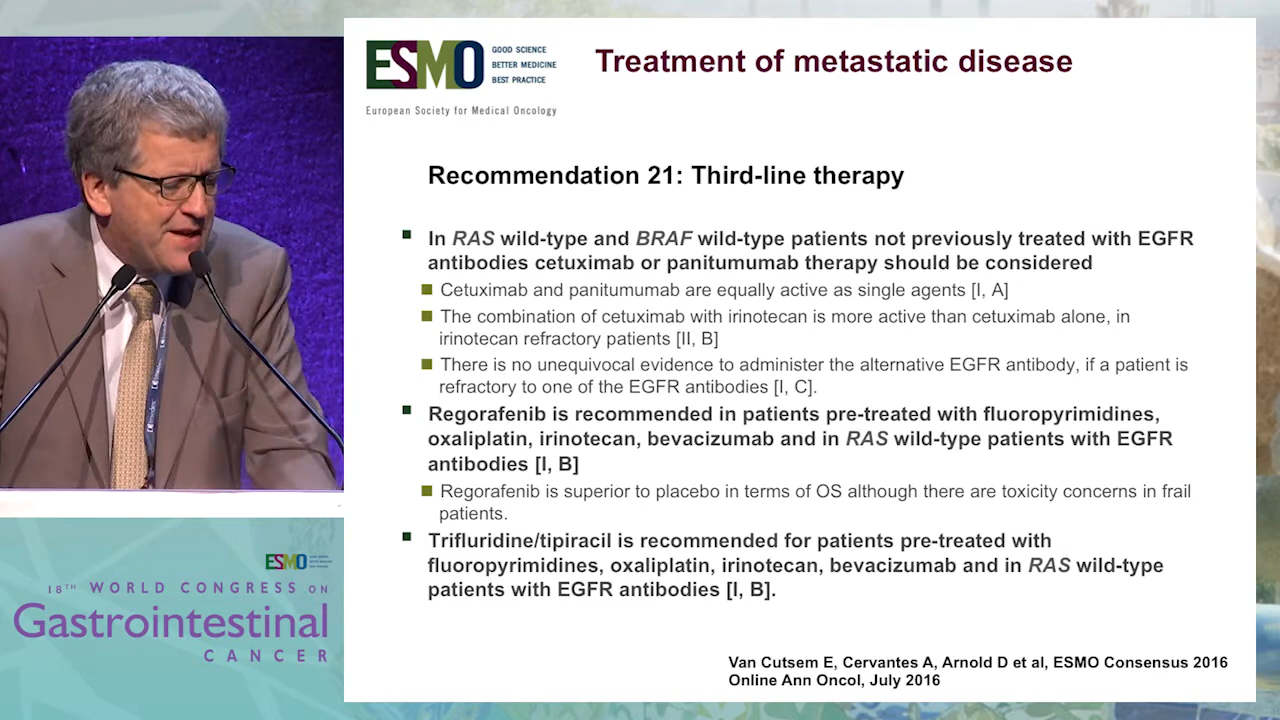 ESMO
GOOD SCIENCE
BETTER MEDICINE
BEST PRACTICE
European Society for Medical Oncology
Treatment of metastatic disease
Recommendation 21: Third-line therapy
In RAS wild-type and BRAF wild-type patients not previously treated with EGFR
antibodies cetuximab or panitumumab therapy should be considered
Cetuximab and panitumumab are equally active as single agents [I, A]
The combination of cetuximab with irinotecan is more active than cetuximab alone, in
irinotecan refractory patients [II, B]
There is no unequivocal evidence to administer the alternative EGFR antibody, if a patient is
refractory to one of the EGFR antibodies [I, C].
Regorafenib is recommended in patients pre-treated with fluoropyrimidines,
oxaliplatin, irinotecan, bevacizumab and in RAS wild-type patients with EGFR
antibodies [I, B]
Regorafenib is superior to placebo in terms of OS although there are toxicity concerns in frail
patients.
Trifluridine/tipiracil is recommended for patients pre-treated with
fluoropyrimidines, oxaliplatin, irinotecan, bevacizumab and in RAS wild-type
patients with EGFR antibodies [I, B].
Van Cutsem E, Cervantes A, Arnold D et al, ESMO Consensus 2016
Online Ann Oncol, July 2016
ESMO
18TH WORLD CONGRESS ON
Gastrointestinal
CANCER